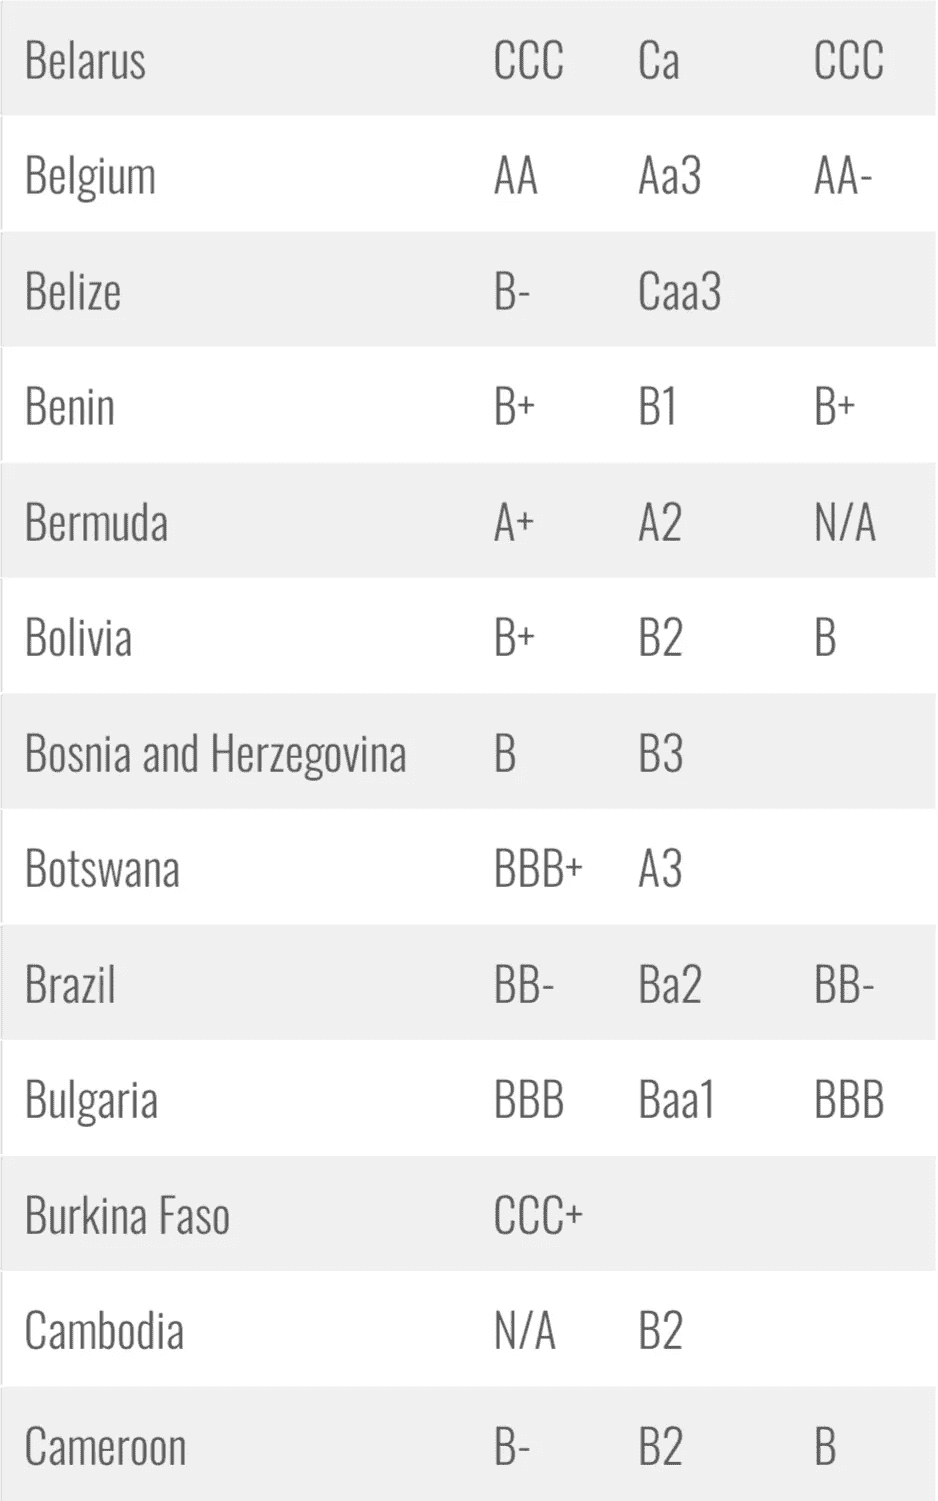 Belarus CCC Ca CCC
Belgium AA Aa3 AA-
Belize B- Caa3
Benin B+ B1 B+
Bermuda A+ A2 N/A
Bolivia B+ B2 B
Bosnia and Herzegovina B B3
Botswana BBB+ A3
Brazil BB- Ba2 BB-
Bulgaria BBB Baa1 BBB
Burkina Faso CCC+
Cambodia N/A B2
Cameroon B- B2 B